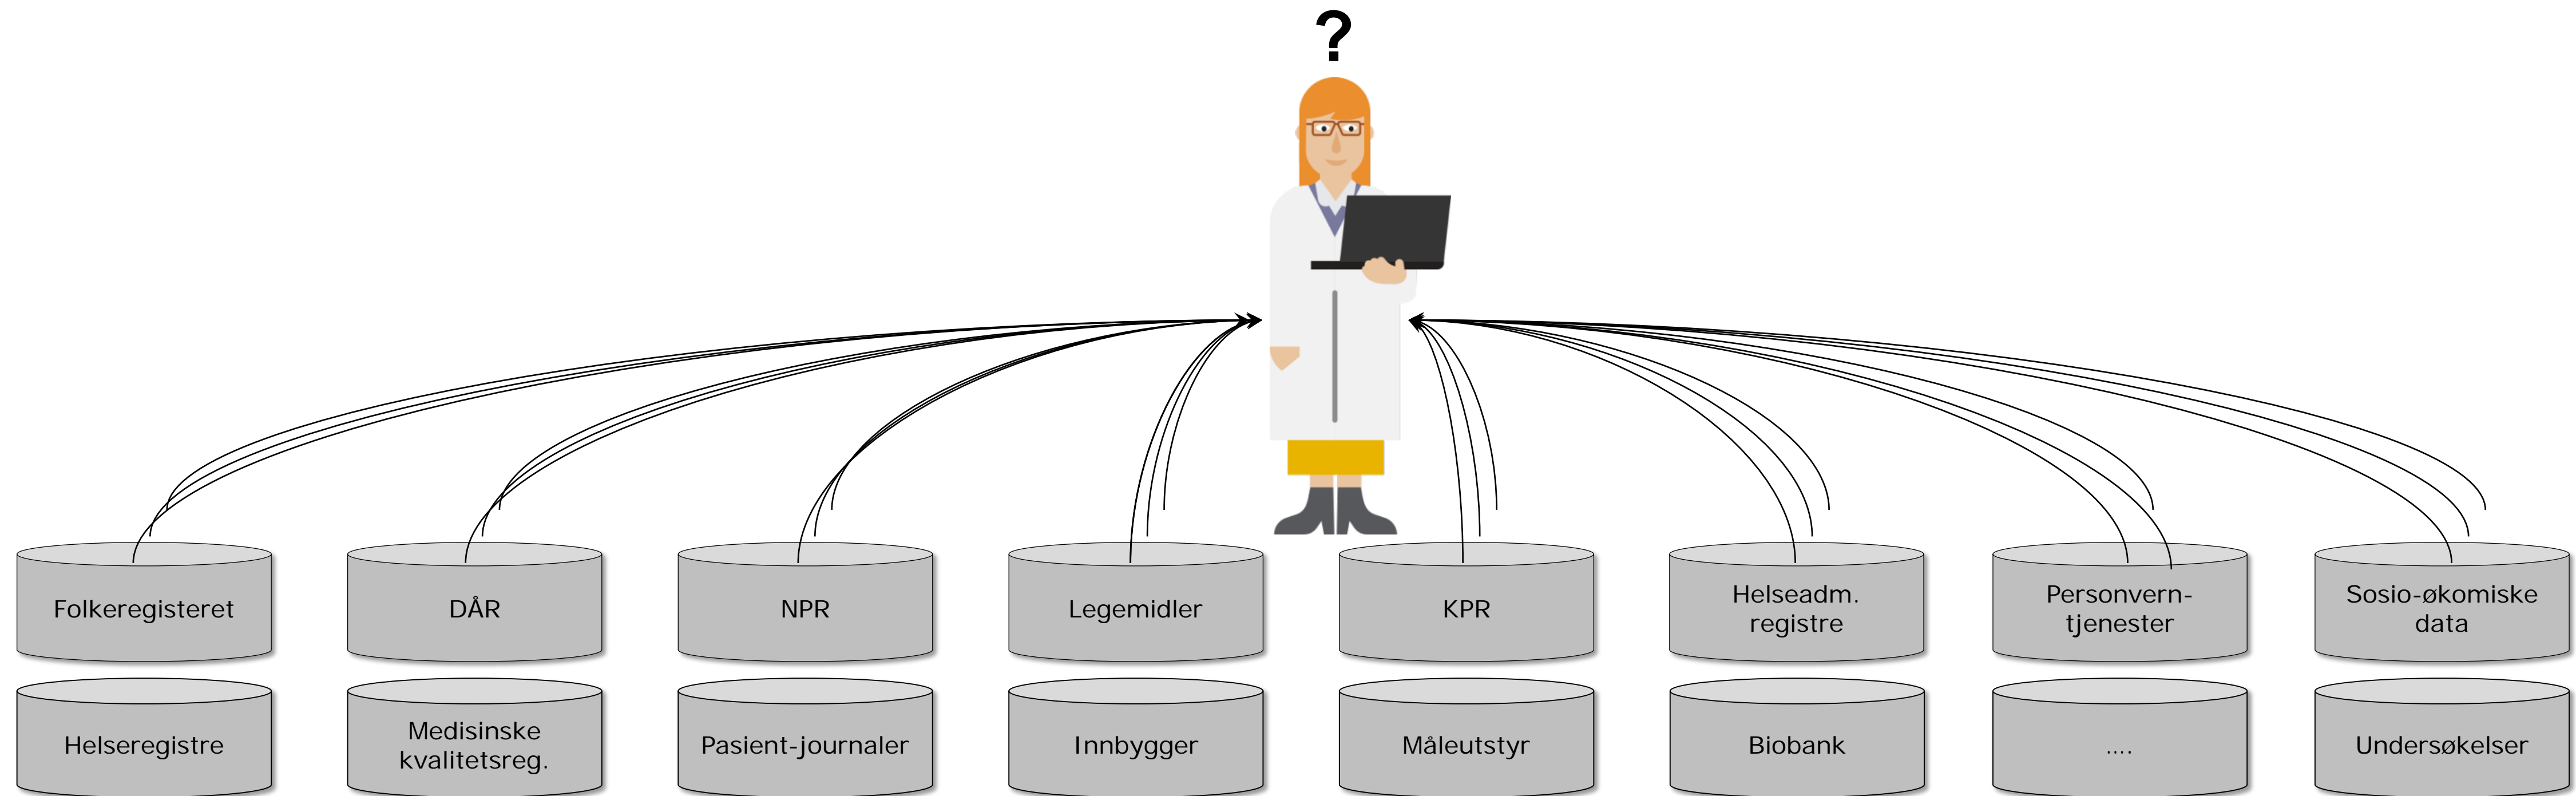 ?
Folkeregisteret
DÅR
NPR
Legemidler
KPR
Helseadm.
registre
Personvern-
tjenester
Sosio-økomiske
data
Helseregistre
Medisinske
kvalitetsreg.
Pasient-journaler
Innbygger
Måleutstyr
Biobank
....
Undersøkelser